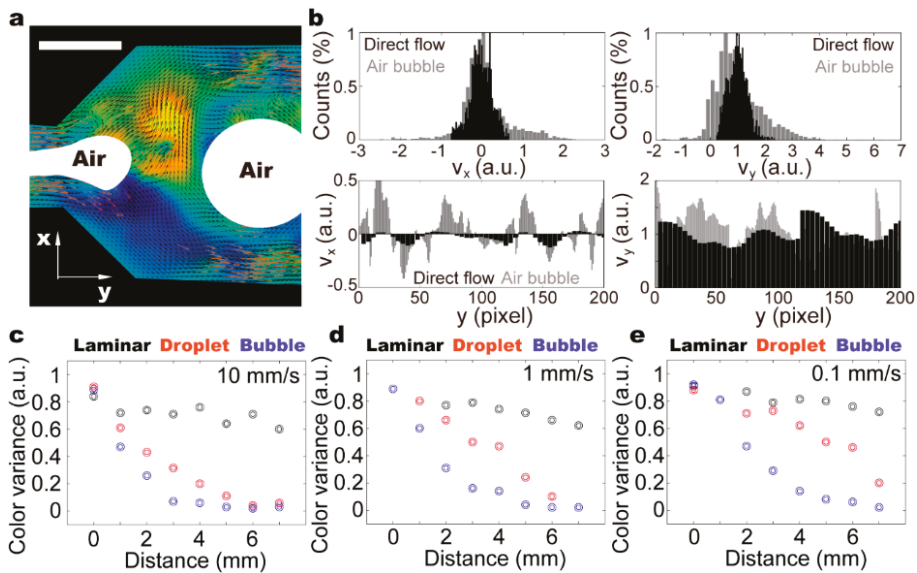 a
Air
Air
x
y
b
Counts (%)
1
0.5
0
Direct flow
Air bubble
-3 -2 -1 0 1 2 3
v_x (a.u.)
Counts (%)
1
0.5
0
Direct flow
Air bubble
-2 -1 0 1 2 3 4 5 6 7
v_y (a.u.)
v_x (a.u.)
0.5
0
-0.5
Direct flow Air bubble
0 50 100 150 200
y (pixel)
v_y (a.u.)
2
1
0
0 50 100 150 200
y (pixel)
c
Laminar Droplet Bubble
10 mm/s
Color variance (a.u.)
1
0.8
0.6
0.4
0.2
0
0 2 4 6
Distance (mm)
d
Laminar Droplet Bubble
1 mm/s
Color variance (a.u.)
1
0.8
0.6
0.4
0.2
0
0 2 4 6
Distance (mm)
e
Laminar Droplet Bubble
0.1 mm/s
Color variance (a.u.)
1
0.8
0.6
0.4
0.2
0
0 2 4 6
Distance (mm)